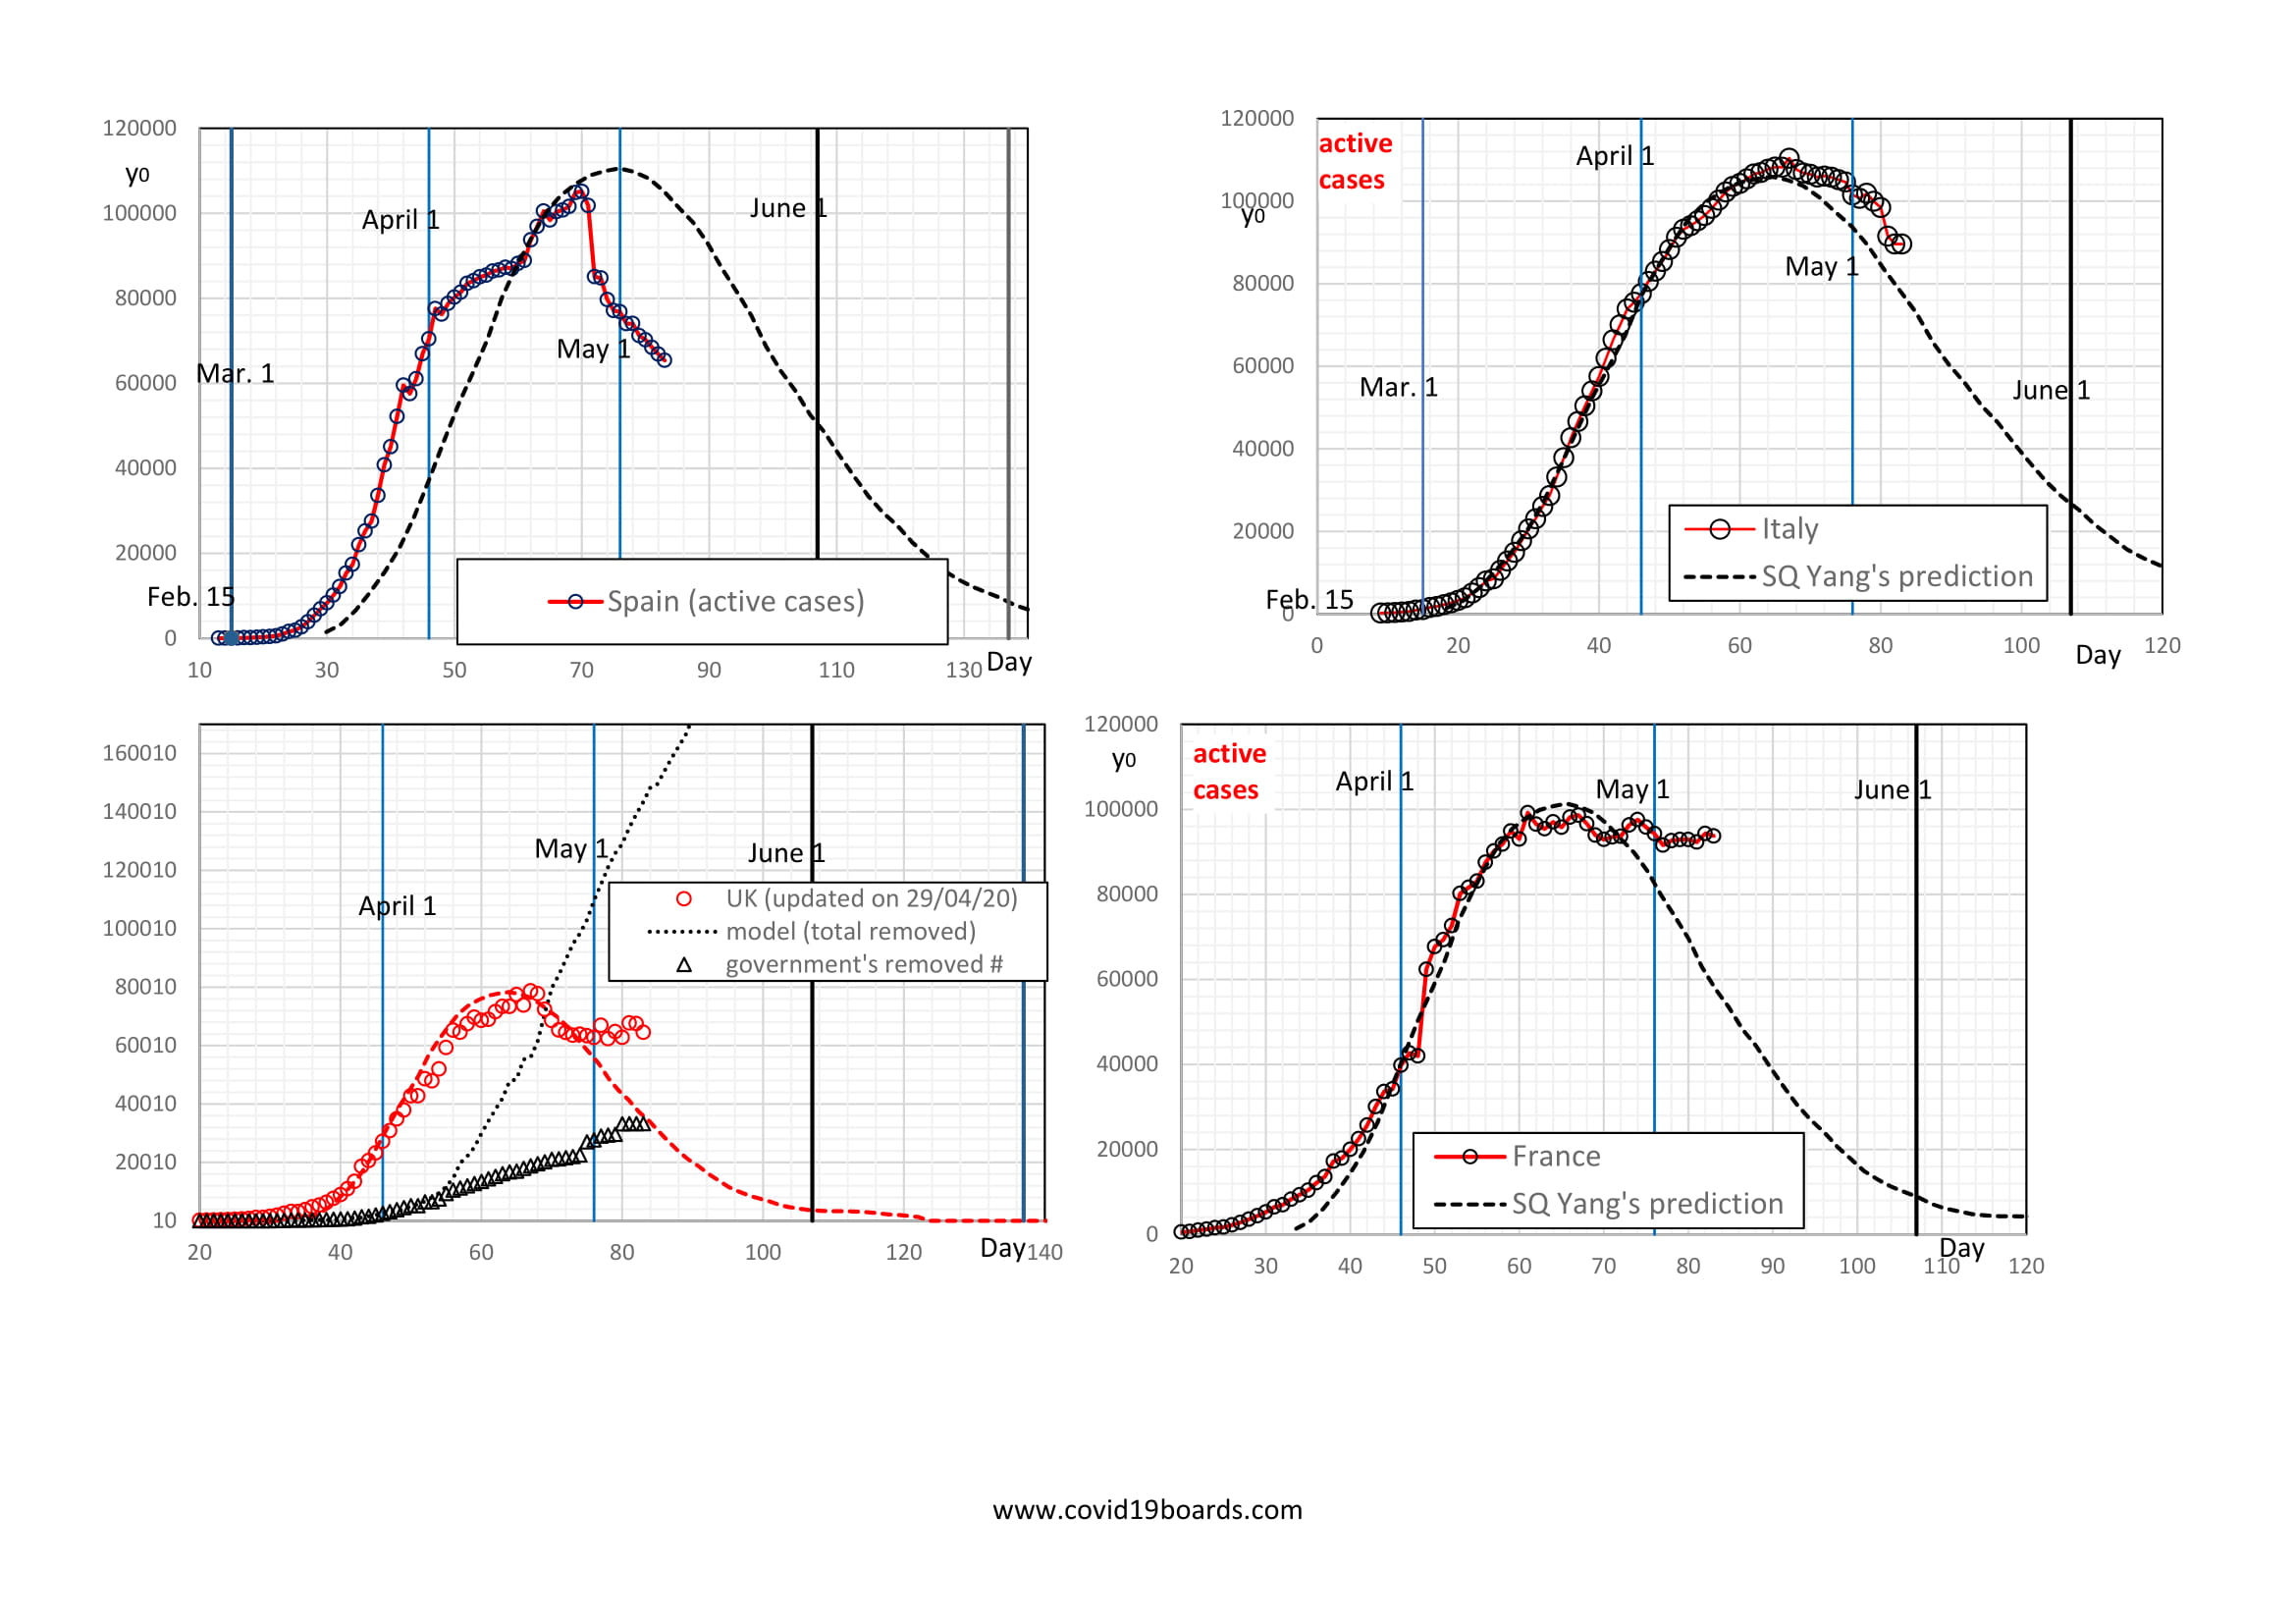 120000
y0
100000
80000
60000
40000
20000
0
April 1
June 1
May 1
Mar. 1
Feb. 15
Spain (active cases)
10 30 50 70 90 110 130 Day
120000
active
cases
April 1
100000
y0
80000
May 1
60000
Mar. 1
June 1
40000
20000
Italy
SQ Yang's prediction
Feb. 15
0
0 20 40 60 80 100 120
Day
160010
140010
120010
100010
80010
60010
40010
20010
10
May 1
June 1
April 1
UK (updated on 29/04/20)
model (total removed)
government's removed #
20 40 60 80 100 120 140
Day
120000
y0
active
cases
April 1
May 1
June 1
100000
80000
60000
40000
20000
0
France
SQ Yang's prediction
Day
20 30 40 50 60 70 80 90 100 110 120
www.covid19boards.com